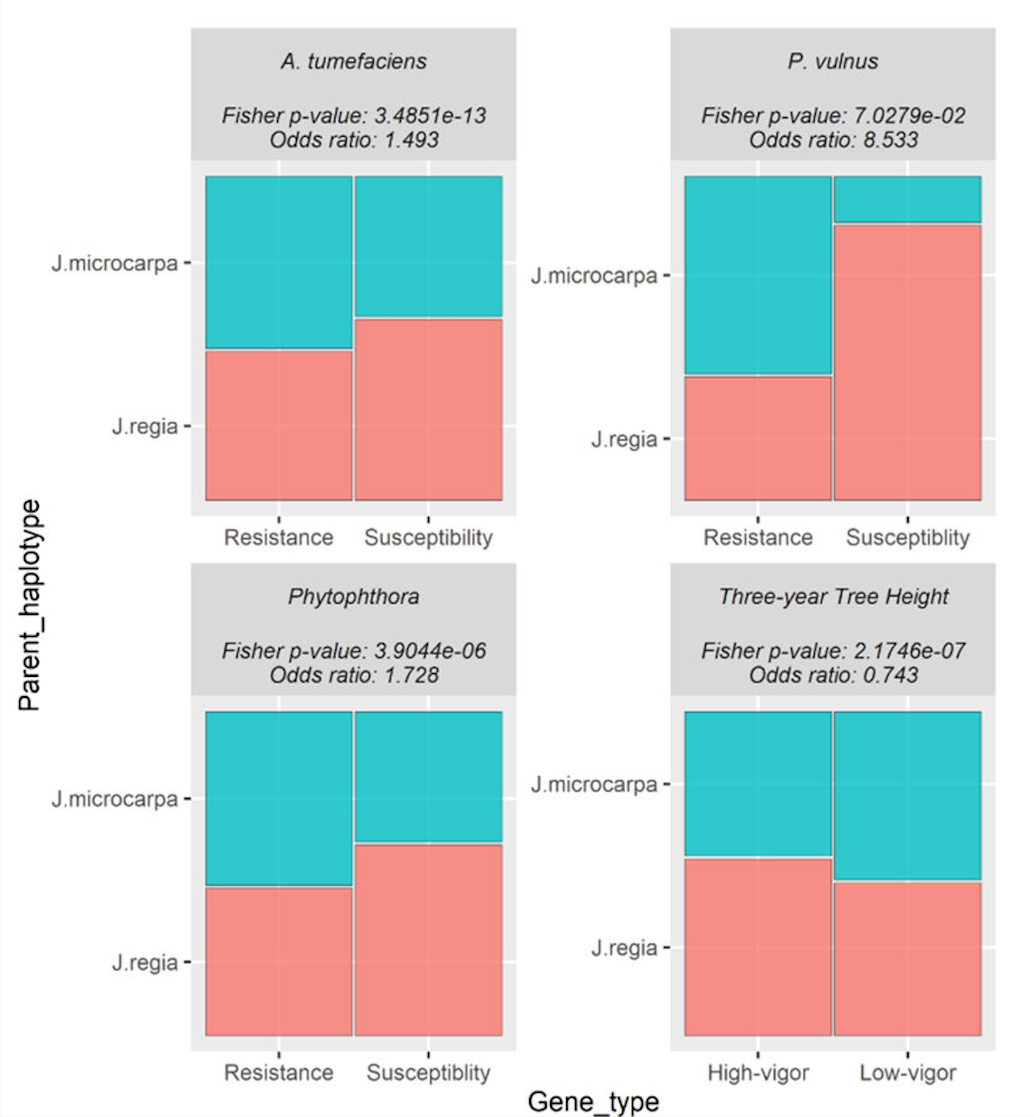 A. tumefaciens
Fisher p-value: 3.4851e-13
Odds ratio: 1.493
P. vulnus
Fisher p-value: 7.0279e-02
Odds ratio: 8.533
J.microcarpa
J.regia
Resistance
Susceptibility
J.microcarpa
J.regia
Resistance
Susceptiblity
Phytophthora
Fisher p-value: 3.9044e-06
Odds ratio: 1.728
Three-year Tree Height
Fisher p-value: 2.1746e-07
Odds ratio: 0.743
J.microcarpa
J.regia
Resistance
Susceptiblity
J.microcarpa
J.regia
High-vigor
Low-vigor
Parent_haplotype
Gene_type